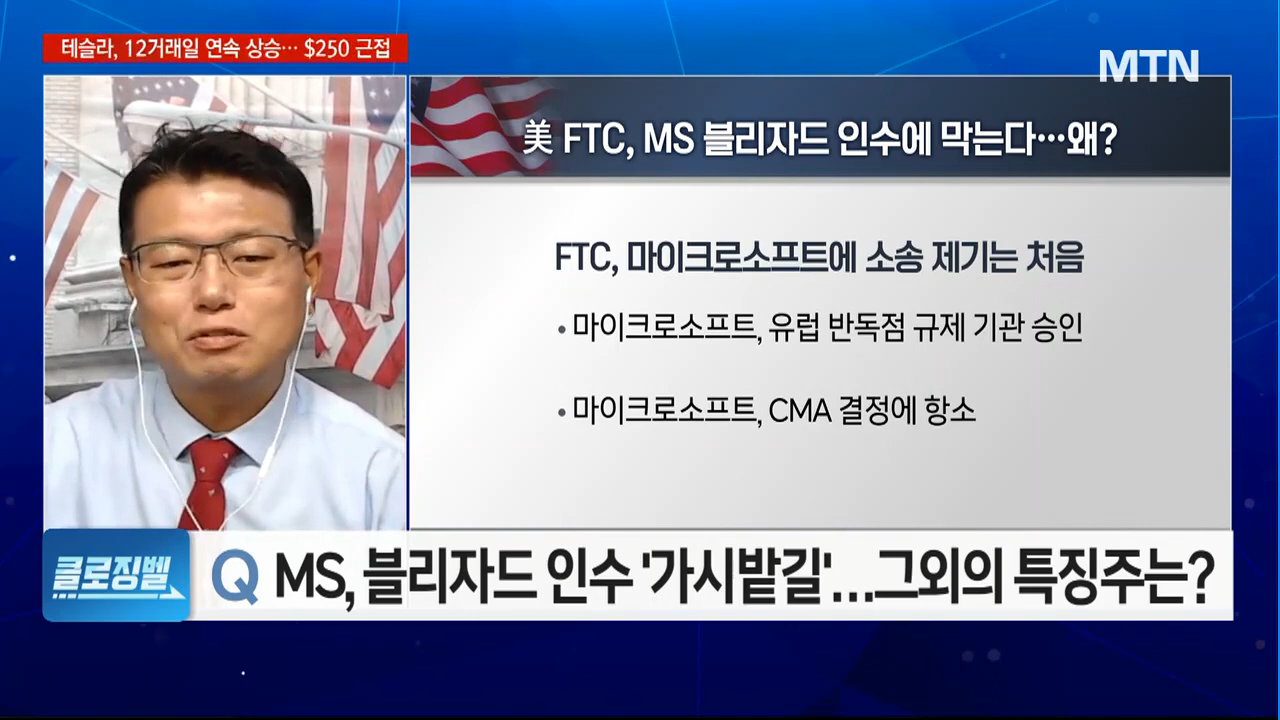 테슬라, 12거래일 연속 상승… $250 근접
MTN
美 FTC, MS 블리자드 인수에 막는다…왜?
FTC, 마이크로소프트에 소송 제기는 처음
• 마이크로소프트, 유럽 반독점 규제 기관 승인
• 마이크로소프트, CMA 결정에 항소
클로징벨
Q MS, 블리자드 인수 '가시밭길'…그외의 특징주는?